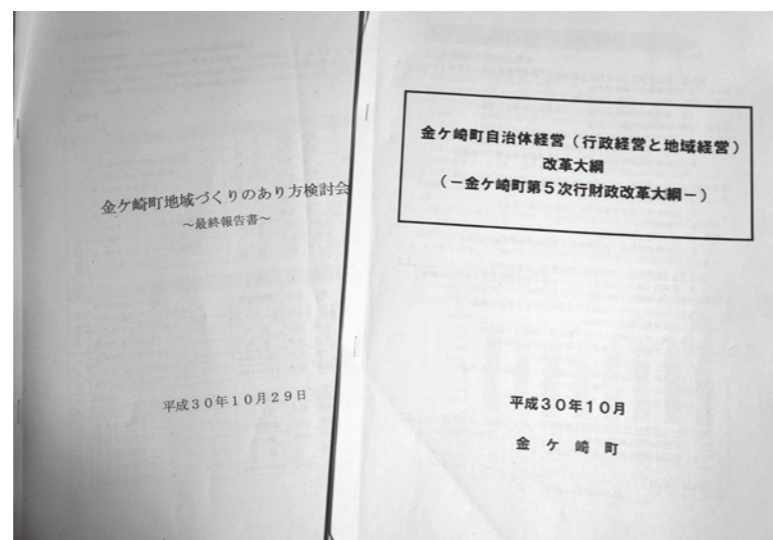 金ケ崎町地域づくりのあり方検討会
～最終報告書～
平成30年10月29日
金ケ崎町自治体経営（行政経営と地域経営）
改革大綱
（－金ケ崎町第5次行財政改革大綱－）
平成30年10月
金ケ崎町